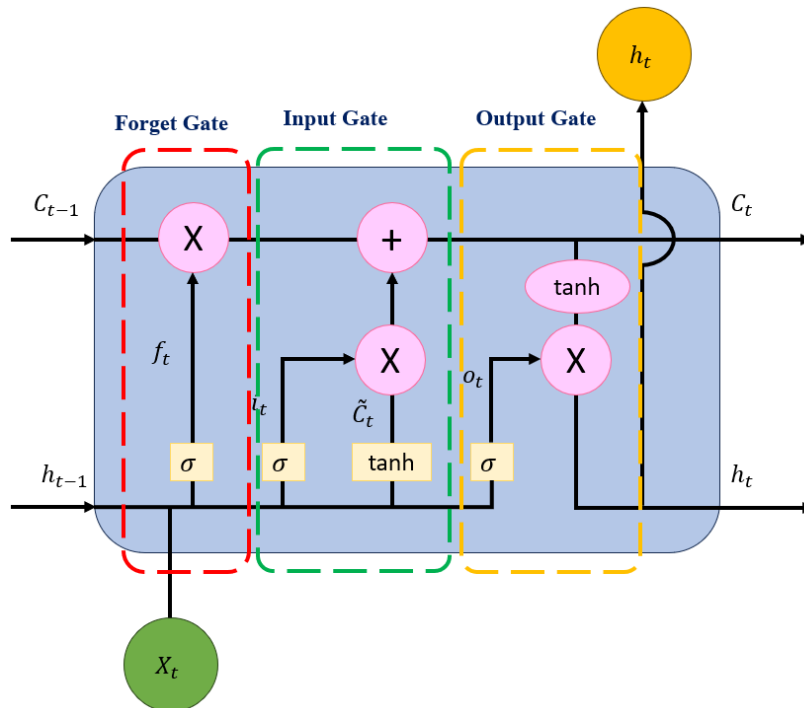 h_t
Forget Gate
Input Gate
Output Gate
C_{t-1}
C_t
X
+
tanh
f_t
X
X
i_t
C̃_t
o_t
σ
σ
tanh
σ
h_{t-1}
h_t
X_t